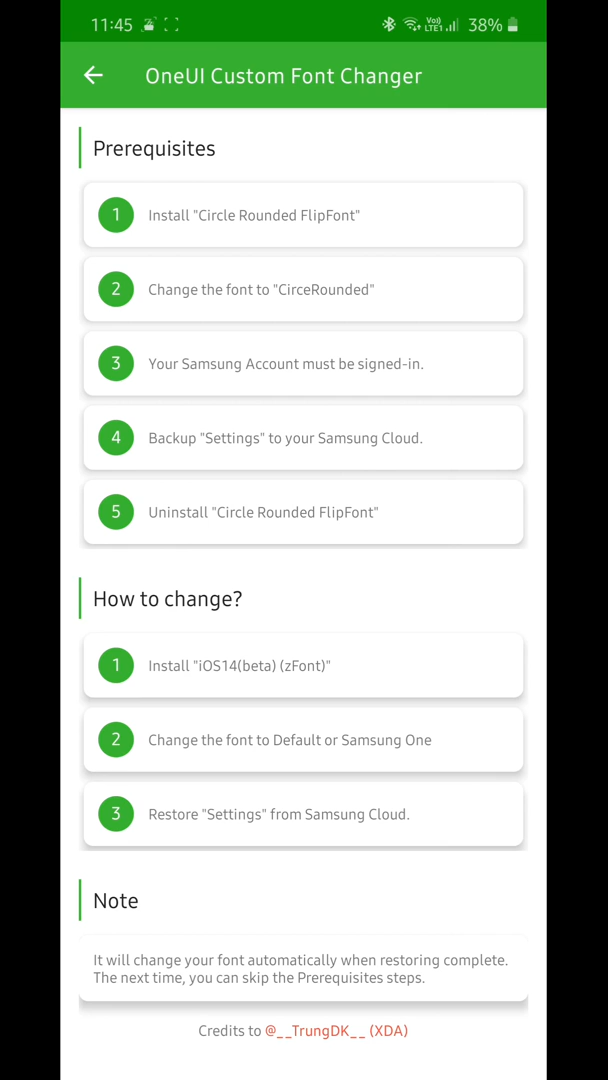 11:45
Vo)) LTE1 38%
OneUI Custom Font Changer
Prerequisites
1 Install "Circle Rounded FlipFont"
2 Change the font to "CirceRounded"
3 Your Samsung Account must be signed-in.
4 Backup "Settings" to your Samsung Cloud.
5 Uninstall "Circle Rounded FlipFont"
How to change?
1 Install "iOS14(beta) (zFont)"
2 Change the font to Default or Samsung One
3 Restore "Settings" from Samsung Cloud.
Note
It will change your font automatically when restoring complete.
The next time, you can skip the Prerequisites steps.
Credits to @__TrungDK__ (XDA)